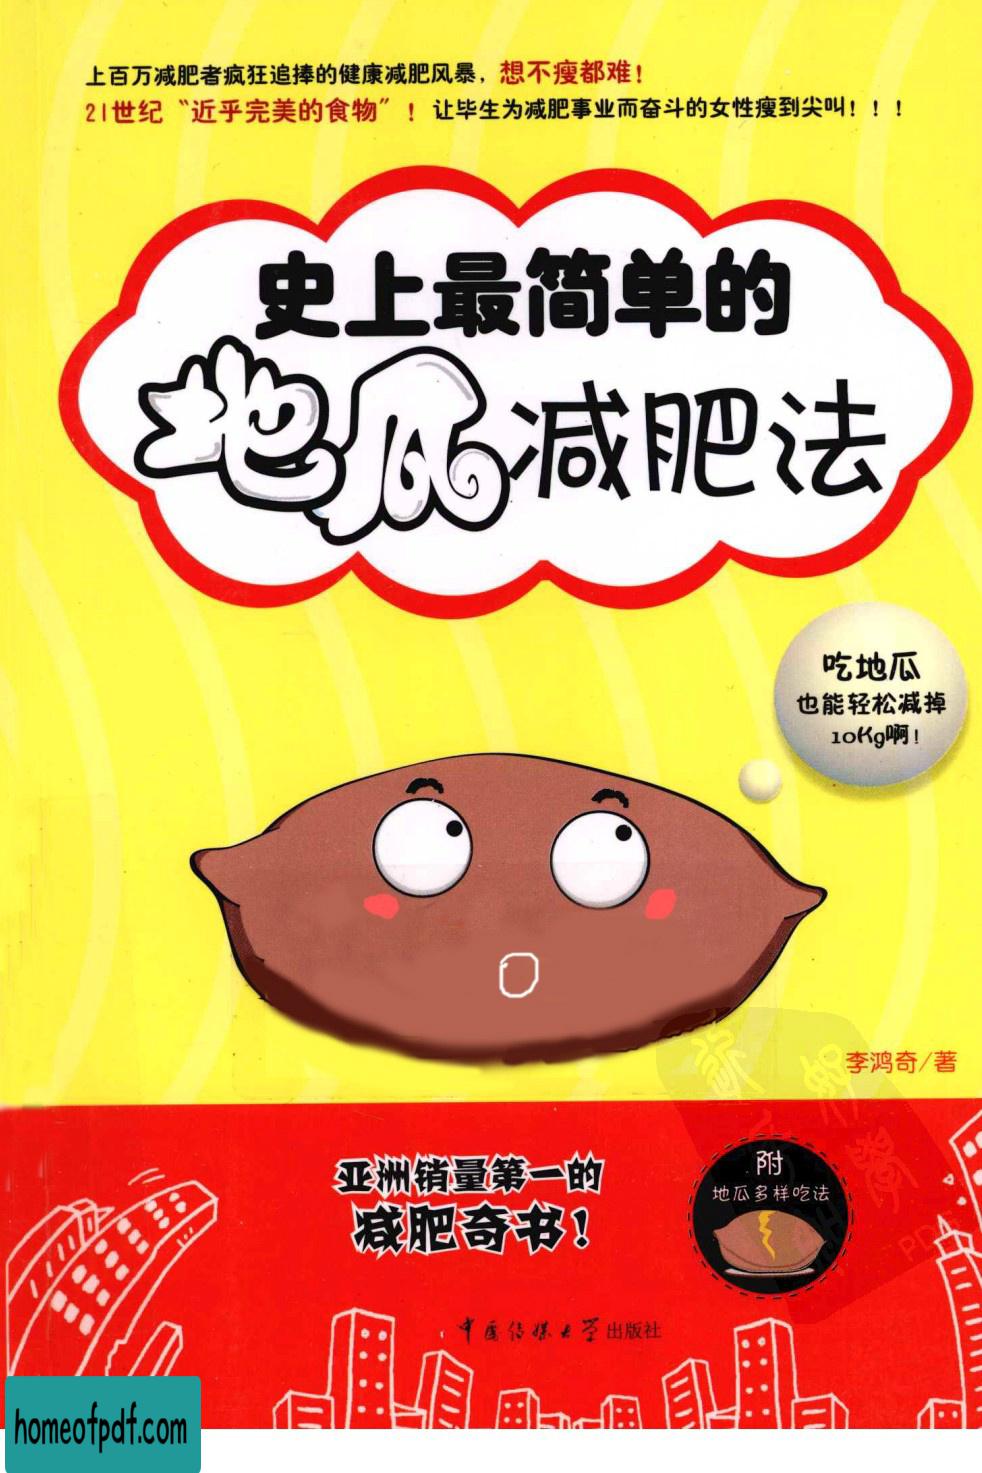 上百万减肥者疯狂追捧的健康减肥风暴，想不瘦都难！
21世纪“近乎完美的食物”！让毕生为减肥事业而奋斗的女性瘦到尖叫！！！
史上最简单的
地瓜减肥法
吃地瓜
也能轻松减掉
10Kg啊！
李鸿奇/著
亚洲销量第一的
减肥奇书！
附
地瓜多样吃法
中国传媒大学出版社
homeofpdf.com